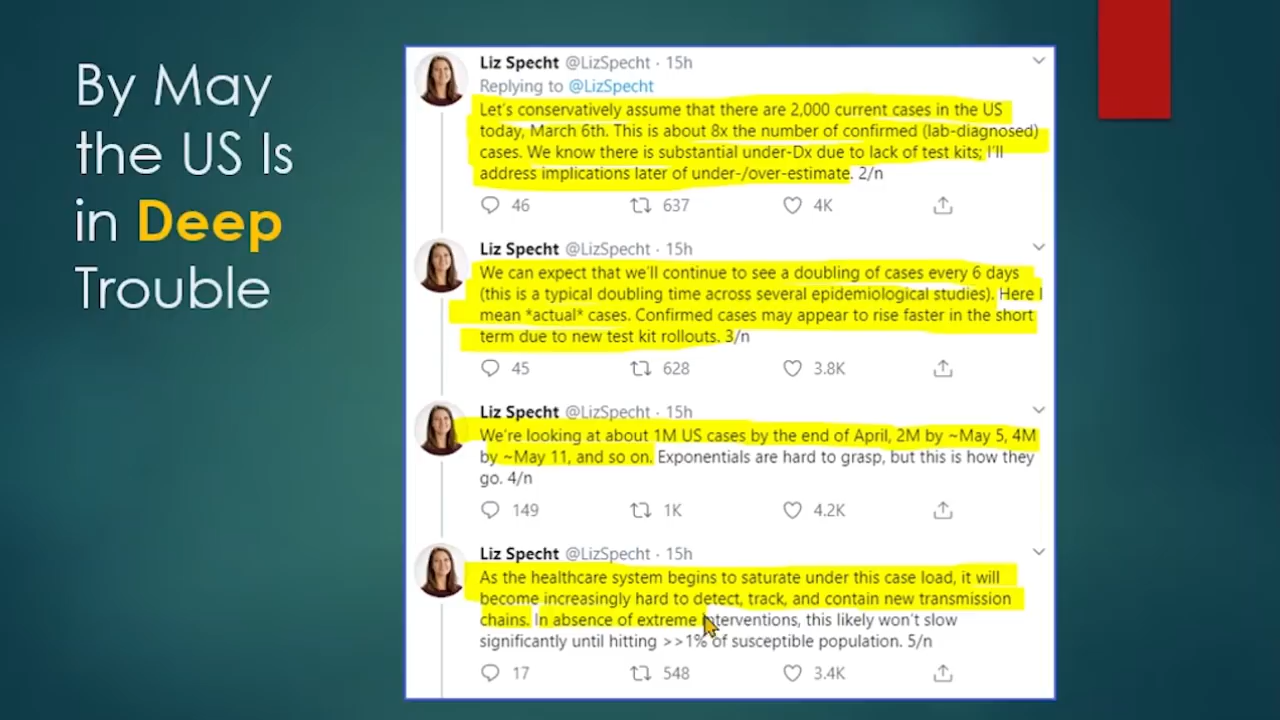 By May
the US Is
in Deep
Trouble
Liz Specht @LizSpecht · 15h
Replying to @LizSpecht
Let's conservatively assume that there are 2,000 current cases in the US
today, March 6th. This is about 8x the number of confirmed (lab-diagnosed)
cases. We know there is substantial under-Dx due to lack of test kits; I'll
address implications later of under-/over-estimate. 2/n
46 637 4K
Liz Specht @LizSpecht · 15h
We can expect that we'll continue to see a doubling of cases every 6 days
(this is a typical doubling time across several epidemiological studies). Here I
mean *actual* cases. Confirmed cases may appear to rise faster in the short
term due to new test kit rollouts. 3/n
45 628 3.8K
Liz Specht @LizSpecht · 15h
We're looking at about 1M US cases by the end of April, 2M by ~May 5, 4M
by ~May 11, and so on. Exponentials are hard to grasp, but this is how they
go. 4/n
149 1K 4.2K
Liz Specht @LizSpecht · 15h
As the healthcare system begins to saturate under this case load, it will
become increasingly hard to detect, track, and contain new transmission
chains. In absence of extreme interventions, this likely won't slow
significantly until hitting >>1% of susceptible population. 5/n
17 548 3.4K